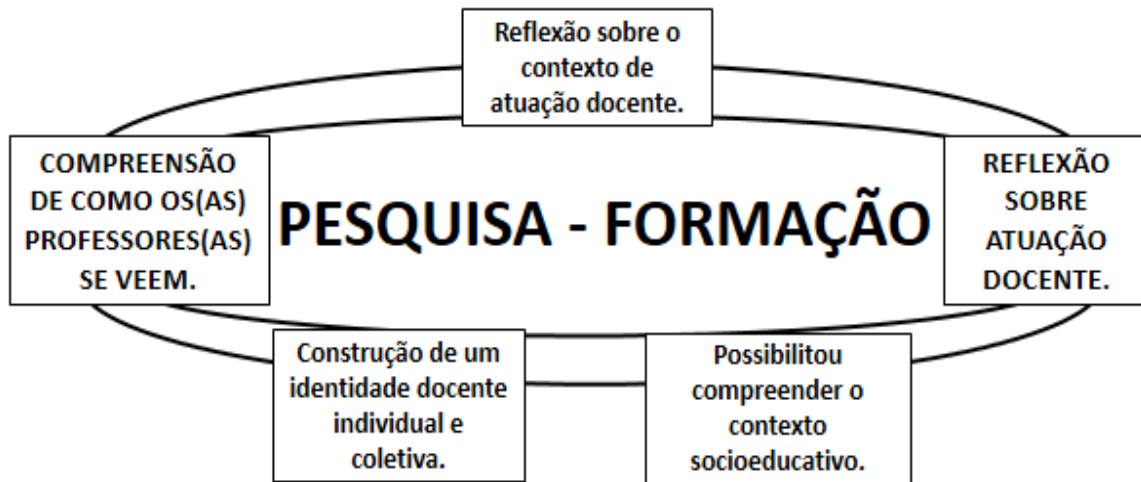 Reflexão sobre o
contexto de
atuação docente.
COMPREENSÃO
DE COMO OS(AS)
PROFESSORES(AS)
SE VEEM.
PESQUISA - FORMAÇÃO
REFLEXÃO
SOBRE
ATUAÇÃO
DOCENTE.
Construção de um
identidade docente
individual e
coletiva.
Possibilitou
compreender o
contexto
socioeducativo.